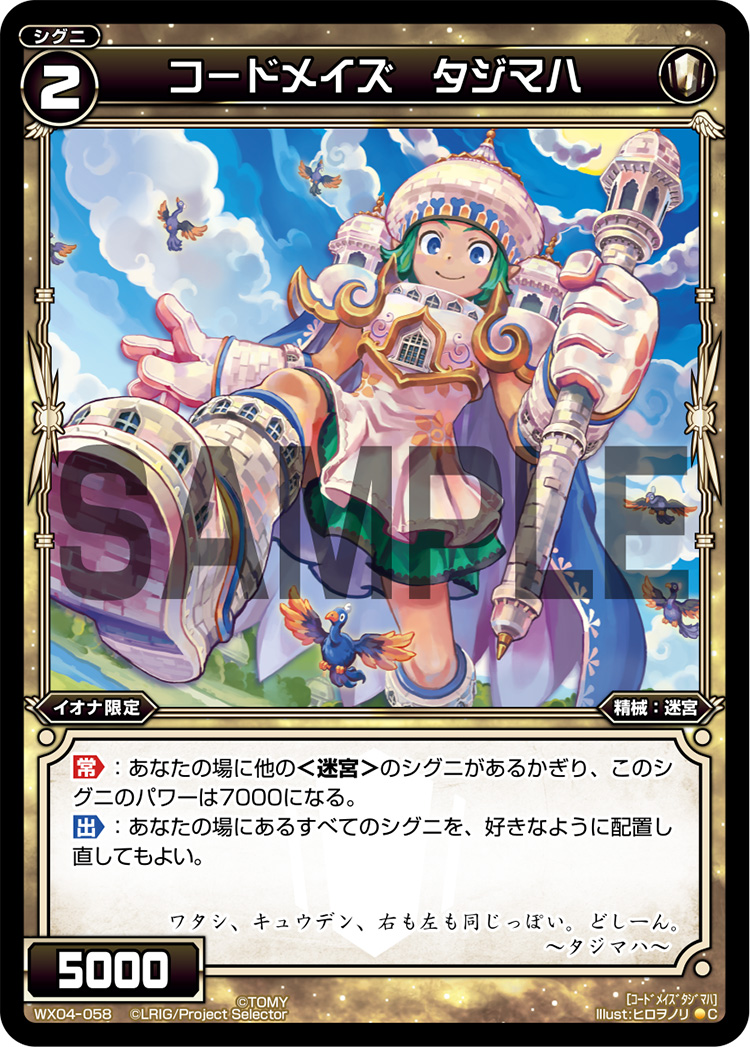 シグニ
2
コードメイズ　タジマハ
SAMPLE
イオナ限定
精械：迷宮
常：あなたの場に他の＜迷宮＞のシグニがあるかぎり、このシ
グニのパワーは7000になる。
出：あなたの場にあるすべてのシグニを、好きなように配置し
直してもよい。
ワタシ、キュウデン、右も左も同じっぽい。どしーん。
～タジマハ～
5000
WX04-058 ©LRIG/Project Selector
©TOMY
[ｺｰﾄﾞﾒｲｽﾞﾀｼﾞﾏﾊ]
Illust:ヒロヲノリ C